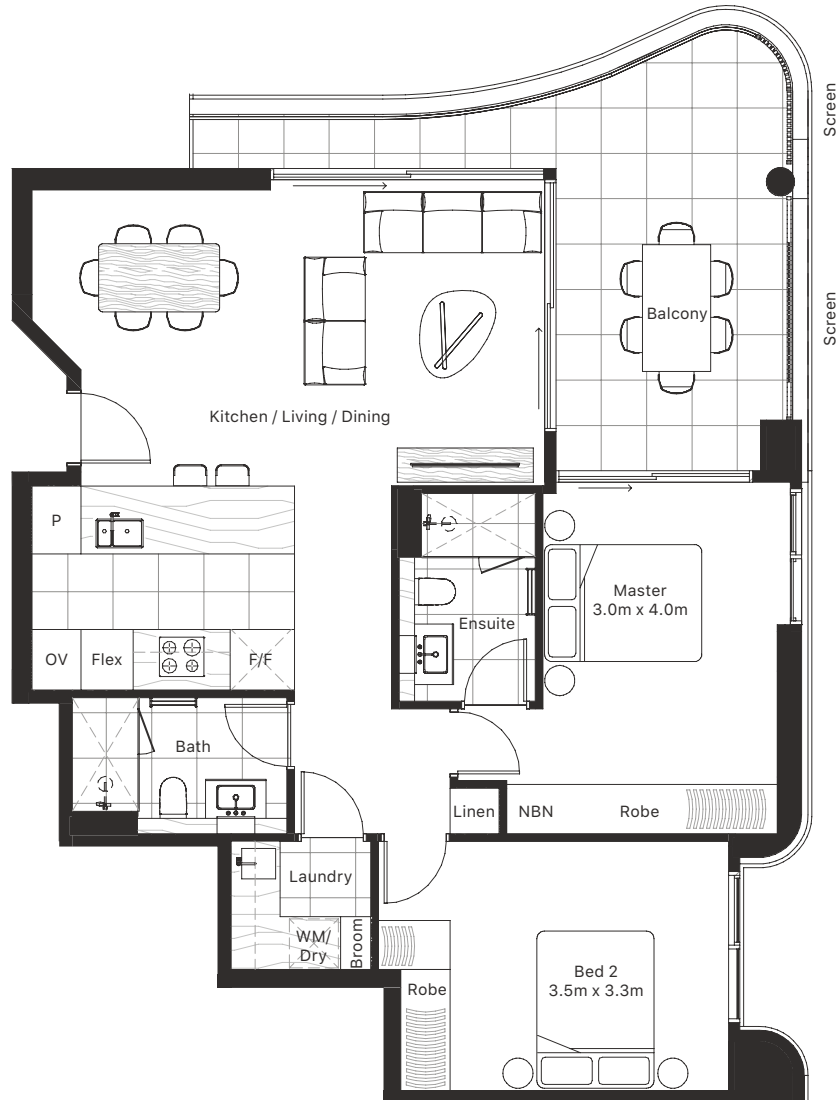 Screen
Screen
Balcony
Kitchen / Living / Dining
P
Master
3.0m x 4.0m
Ensuite
OV
Flex
F/F
Bath
Linen
NBN
Robe
Laundry
WM/
Dry
Broom
Robe
Bed 2
3.5m x 3.3m